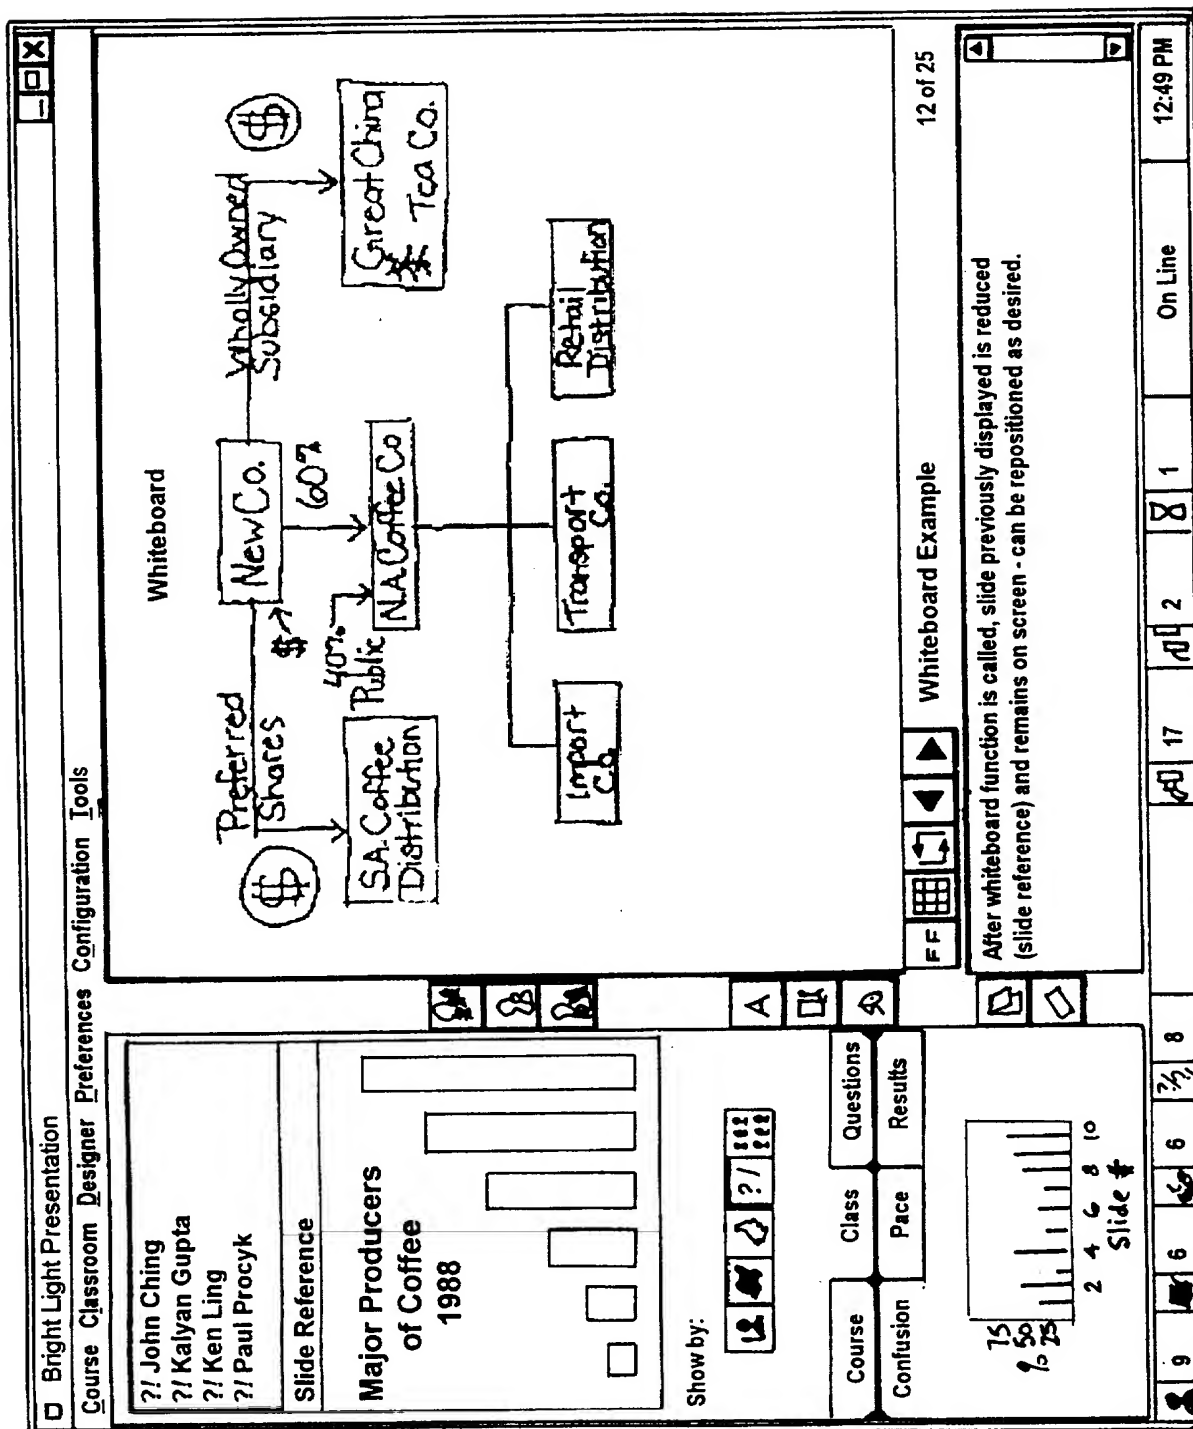 Bright Light Presentation
Course Classroom Designer Preferences Configuration Tools
?/ John Ching
?/ Kalyan Gupta
?/ Ken Ling
?/ Paul Procyk
Slide Reference
Major Producers
of Coffee
1988
Show by:
?/
Course Class Questions
Confusion Pace Results
75
50
25
%
2 4 6 8 10
Slide #
Whiteboard
Preferred
Shares
$
New Co.
$
Wholly Owned
Subsidiary
$
60%
40%
Public
S.A. Coffee
Distribution
N.A. Coffee Co
Great China
Tea Co.
Import
Co.
Transport
Co.
Retail
Distribution
A
FF
Whiteboard Example
12 of 25
After whiteboard function is called, slide previously displayed is reduced
(slide reference) and remains on screen - can be repositioned as desired.
9 6 6 ?/ 8 17 2 1 On Line 12:49 PM